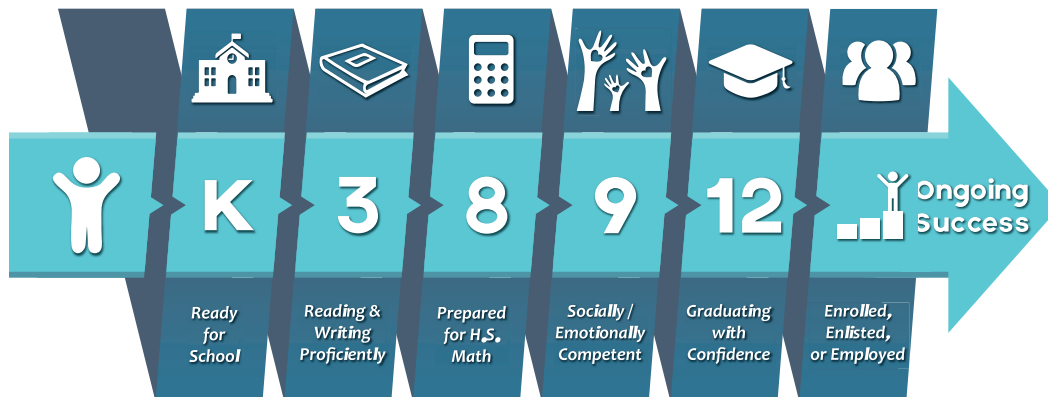 K
3
8
9
12
Ongoing
Success
Ready
for
School
Reading &
Writing
Proficiently
Prepared
for H.S.
Math
Socially /
Emotionally
Competent
Graduating
with
Confidence
Enrolled,
Enlisted,
or Employed